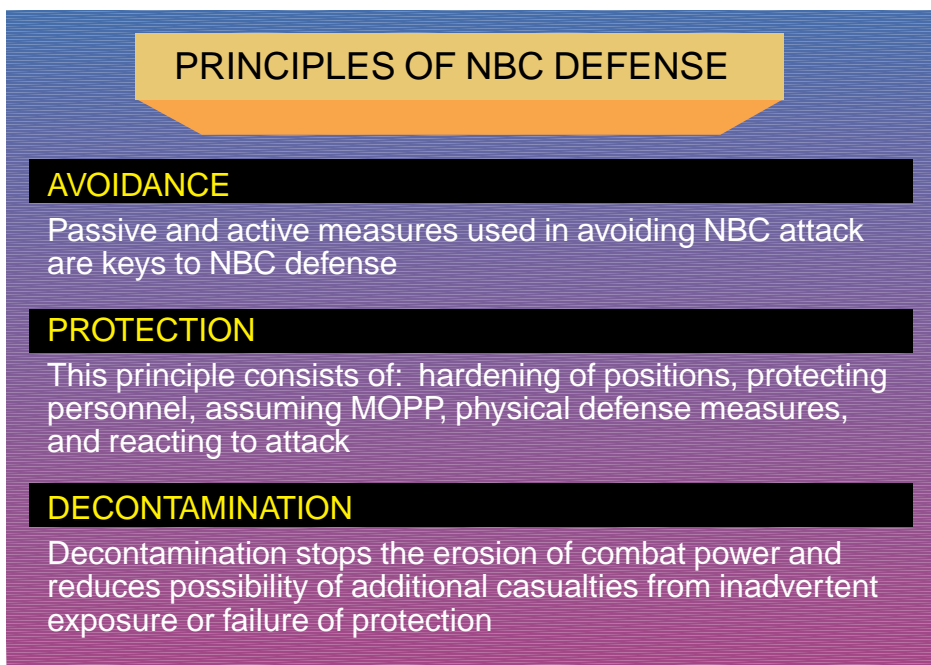 PRINCIPLES OF NBC DEFENSE
AVOIDANCE
Passive and active measures used in avoiding NBC attack
are keys to NBC defense
PROTECTION
This principle consists of:  hardening of positions, protecting
personnel, assuming MOPP, physical defense measures,
and reacting to attack
DECONTAMINATION
Decontamination stops the erosion of combat power and
reduces possibility of additional casualties from inadvertent
exposure or failure of protection